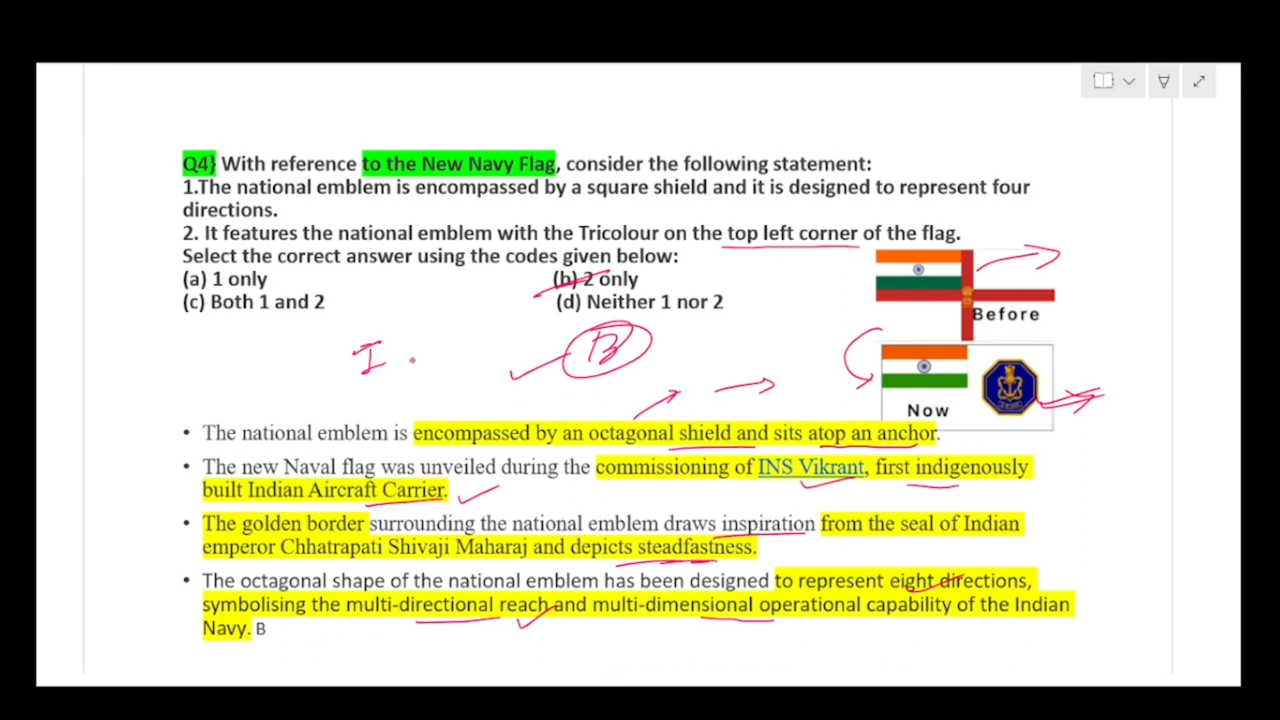 Q4} With reference to the New Navy Flag, consider the following statement:
1.The national emblem is encompassed by a square shield and it is designed to represent four
directions.
2. It features the national emblem with the Tricolour on the top left corner of the flag.
Select the correct answer using the codes given below:
(a) 1 only (b) 2 only
(c) Both 1 and 2 (d) Neither 1 nor 2
Before
I . B
Now
• The national emblem is encompassed by an octagonal shield and sits atop an anchor.
• The new Naval flag was unveiled during the commissioning of INS Vikrant, first indigenously
built Indian Aircraft Carrier.
• The golden border surrounding the national emblem draws inspiration from the seal of Indian
emperor Chhatrapati Shivaji Maharaj and depicts steadfastness.
• The octagonal shape of the national emblem has been designed to represent eight directions,
symbolising the multi-directional reach and multi-dimensional operational capability of the Indian
Navy. B